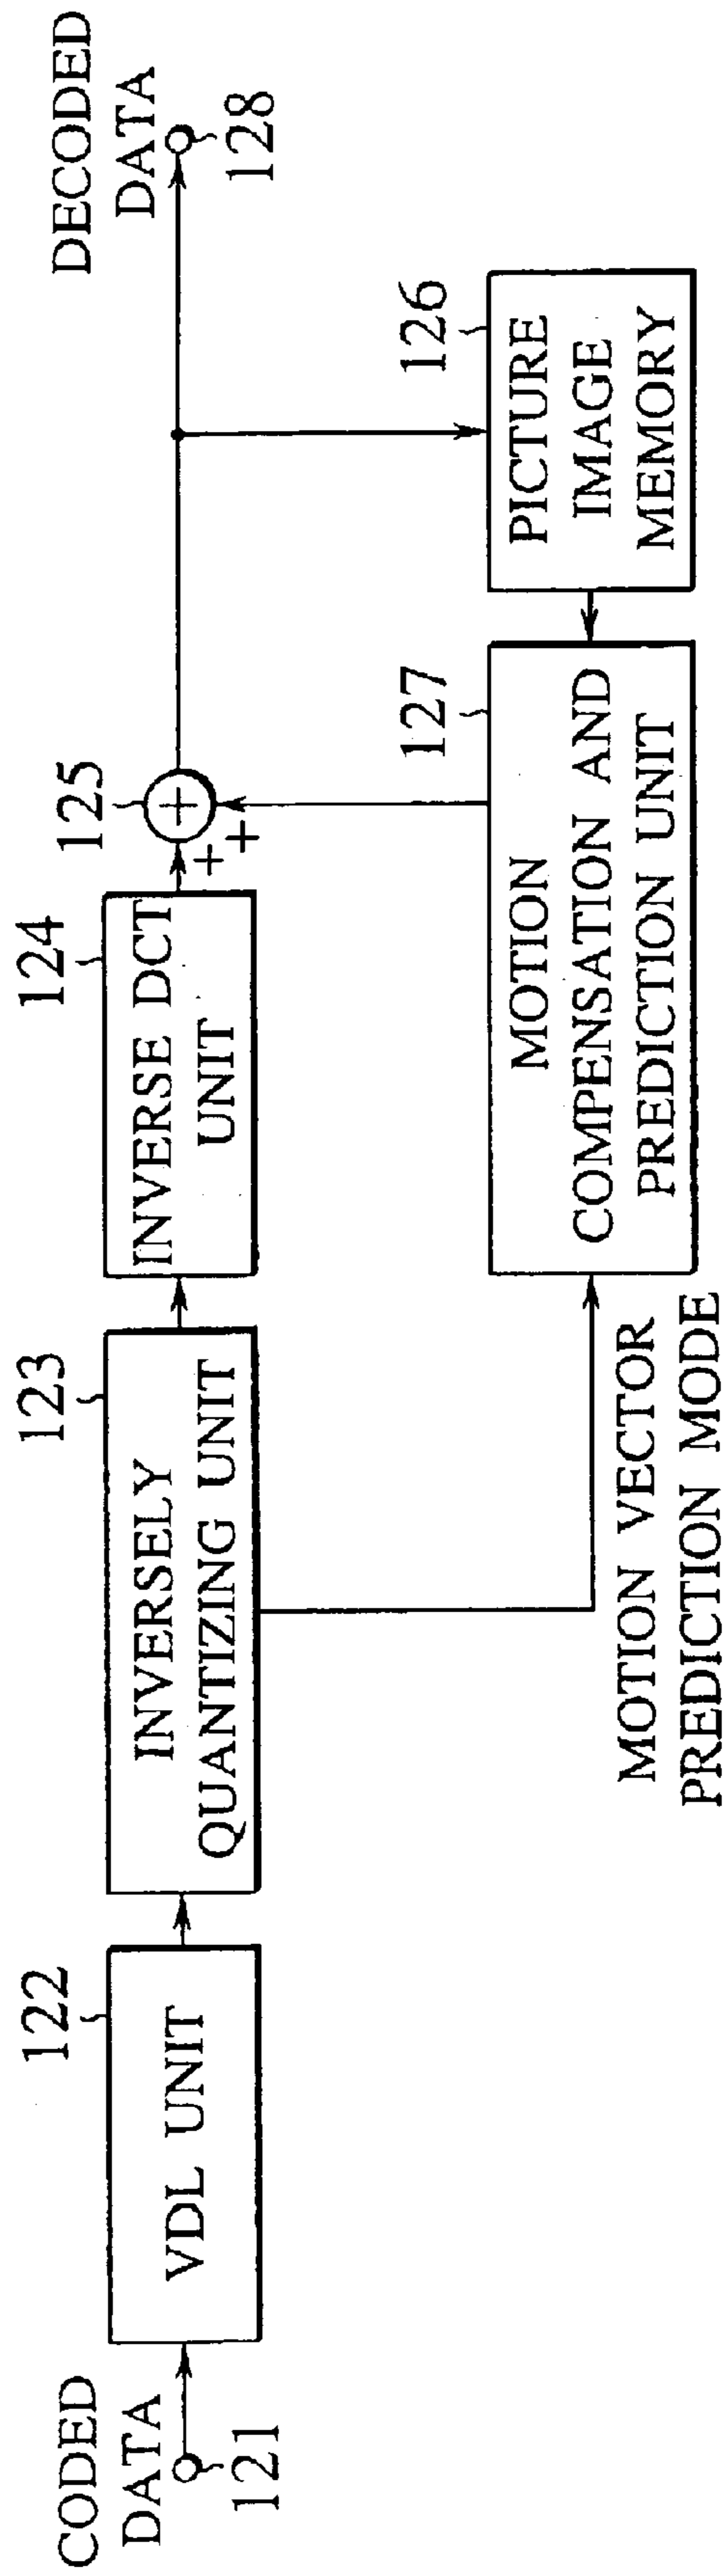 CODED
DATA
121
122
VDL UNIT
123
INVERSELY
QUANTIZING UNIT
124
INVERSE DCT
UNIT
125
+
+
+
DECODED
DATA
128
MOTION VECTOR
PREDICTION MODE
127
MOTION
COMPENSATION AND
PREDICTION UNIT
126
PICTURE
IMAGE
MEMORY